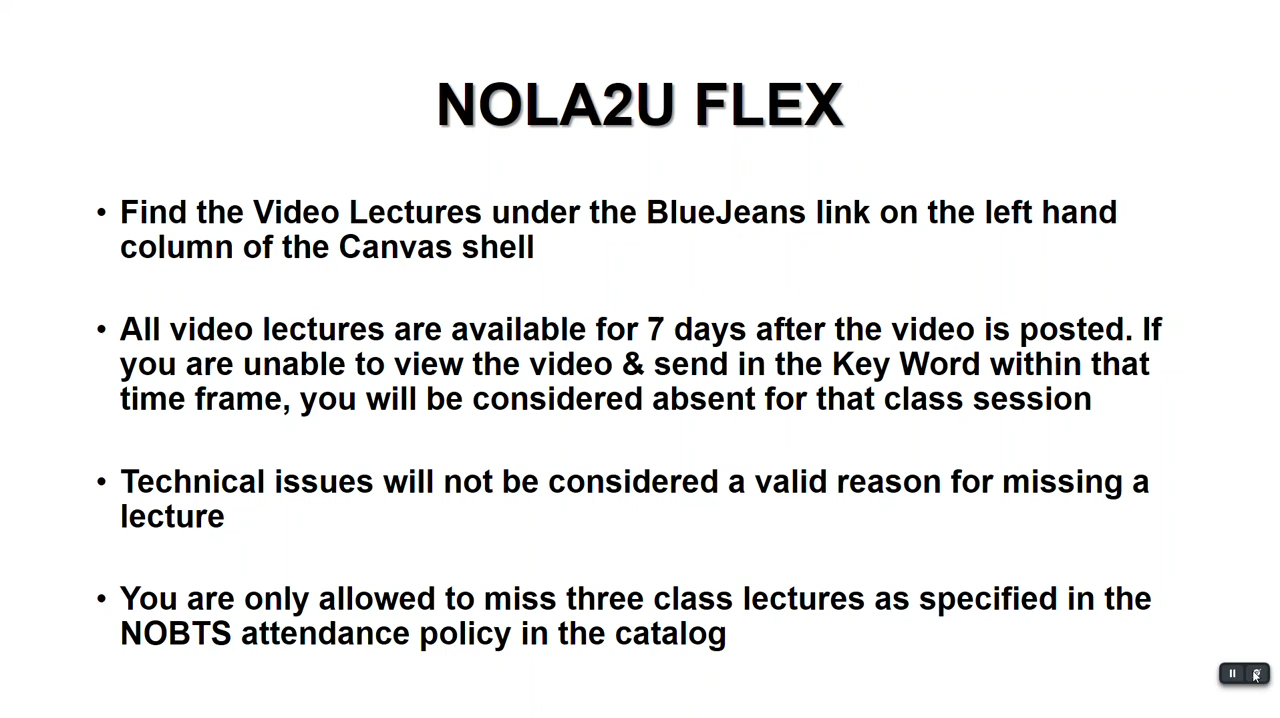 NOLA2U FLEX
• Find the Video Lectures under the BlueJeans link on the left hand
column of the Canvas shell
• All video lectures are available for 7 days after the video is posted. If
you are unable to view the video & send in the Key Word within that
time frame, you will be considered absent for that class session
• Technical issues will not be considered a valid reason for missing a
lecture
• You are only allowed to miss three class lectures as specified in the
NOBTS attendance policy in the catalog